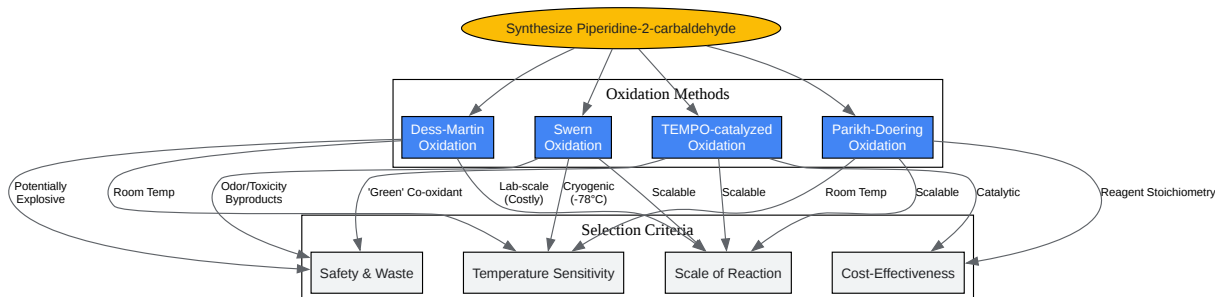 Synthesize Piperidine-2-carbaldehyde
Oxidation Methods
Dess-Martin
Oxidation
Swern
Oxidation
TEMPO-catalyzed
Oxidation
Parikh-Doering
Oxidation
Potentially
Explosive
Room Temp
Odor/Toxicity
Byproducts
'Green' Co-oxidant
Lab-scale
(Costly)
Cryogenic
(-78°C)
Scalable
Scalable
Room Temp
Scalable
Catalytic
Reagent Stoichiometry
Selection Criteria
Safety & Waste
Temperature Sensitivity
Scale of Reaction
Cost-Effectiveness